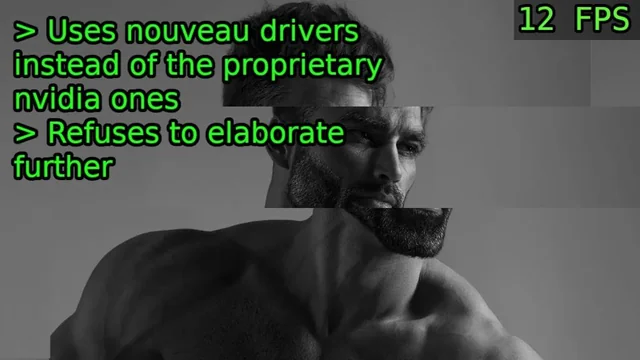 > Uses nouveau drivers
instead of the proprietary
nvidia ones
> Refuses to elaborate
further
12 FPS